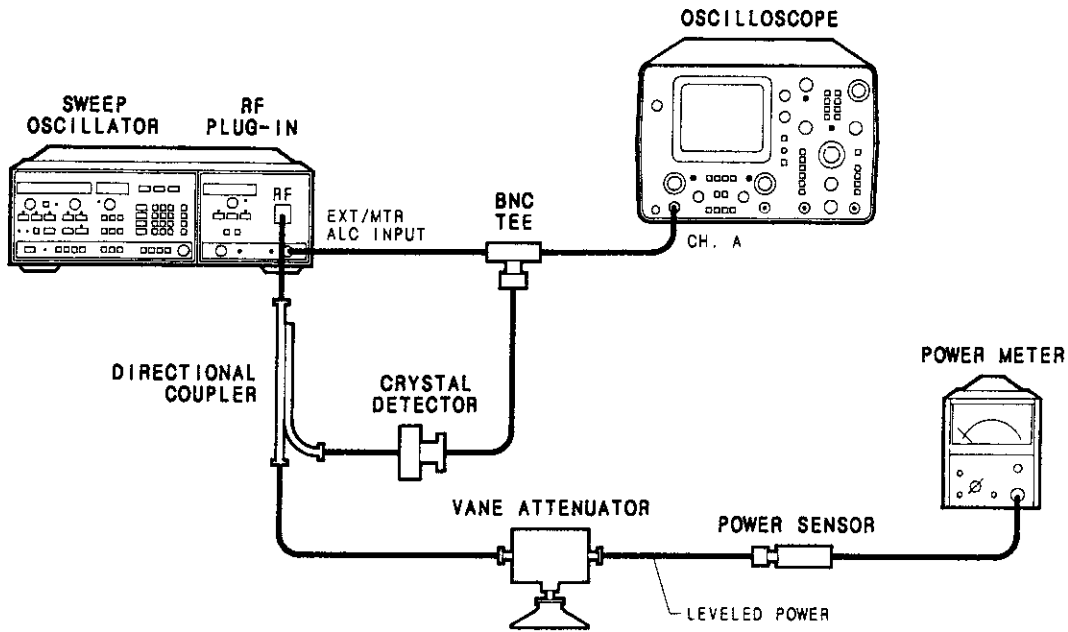 OSCILLOSCOPE
SWEEP
OSCILLATOR
RF
PLUG-IN
RF
EXT/MTR
ALC INPUT
BNC
TEE
CH. A
DIRECTIONAL
COUPLER
CRYSTAL
DETECTOR
POWER METER
VANE ATTENUATOR
POWER SENSOR
LEVELED POWER